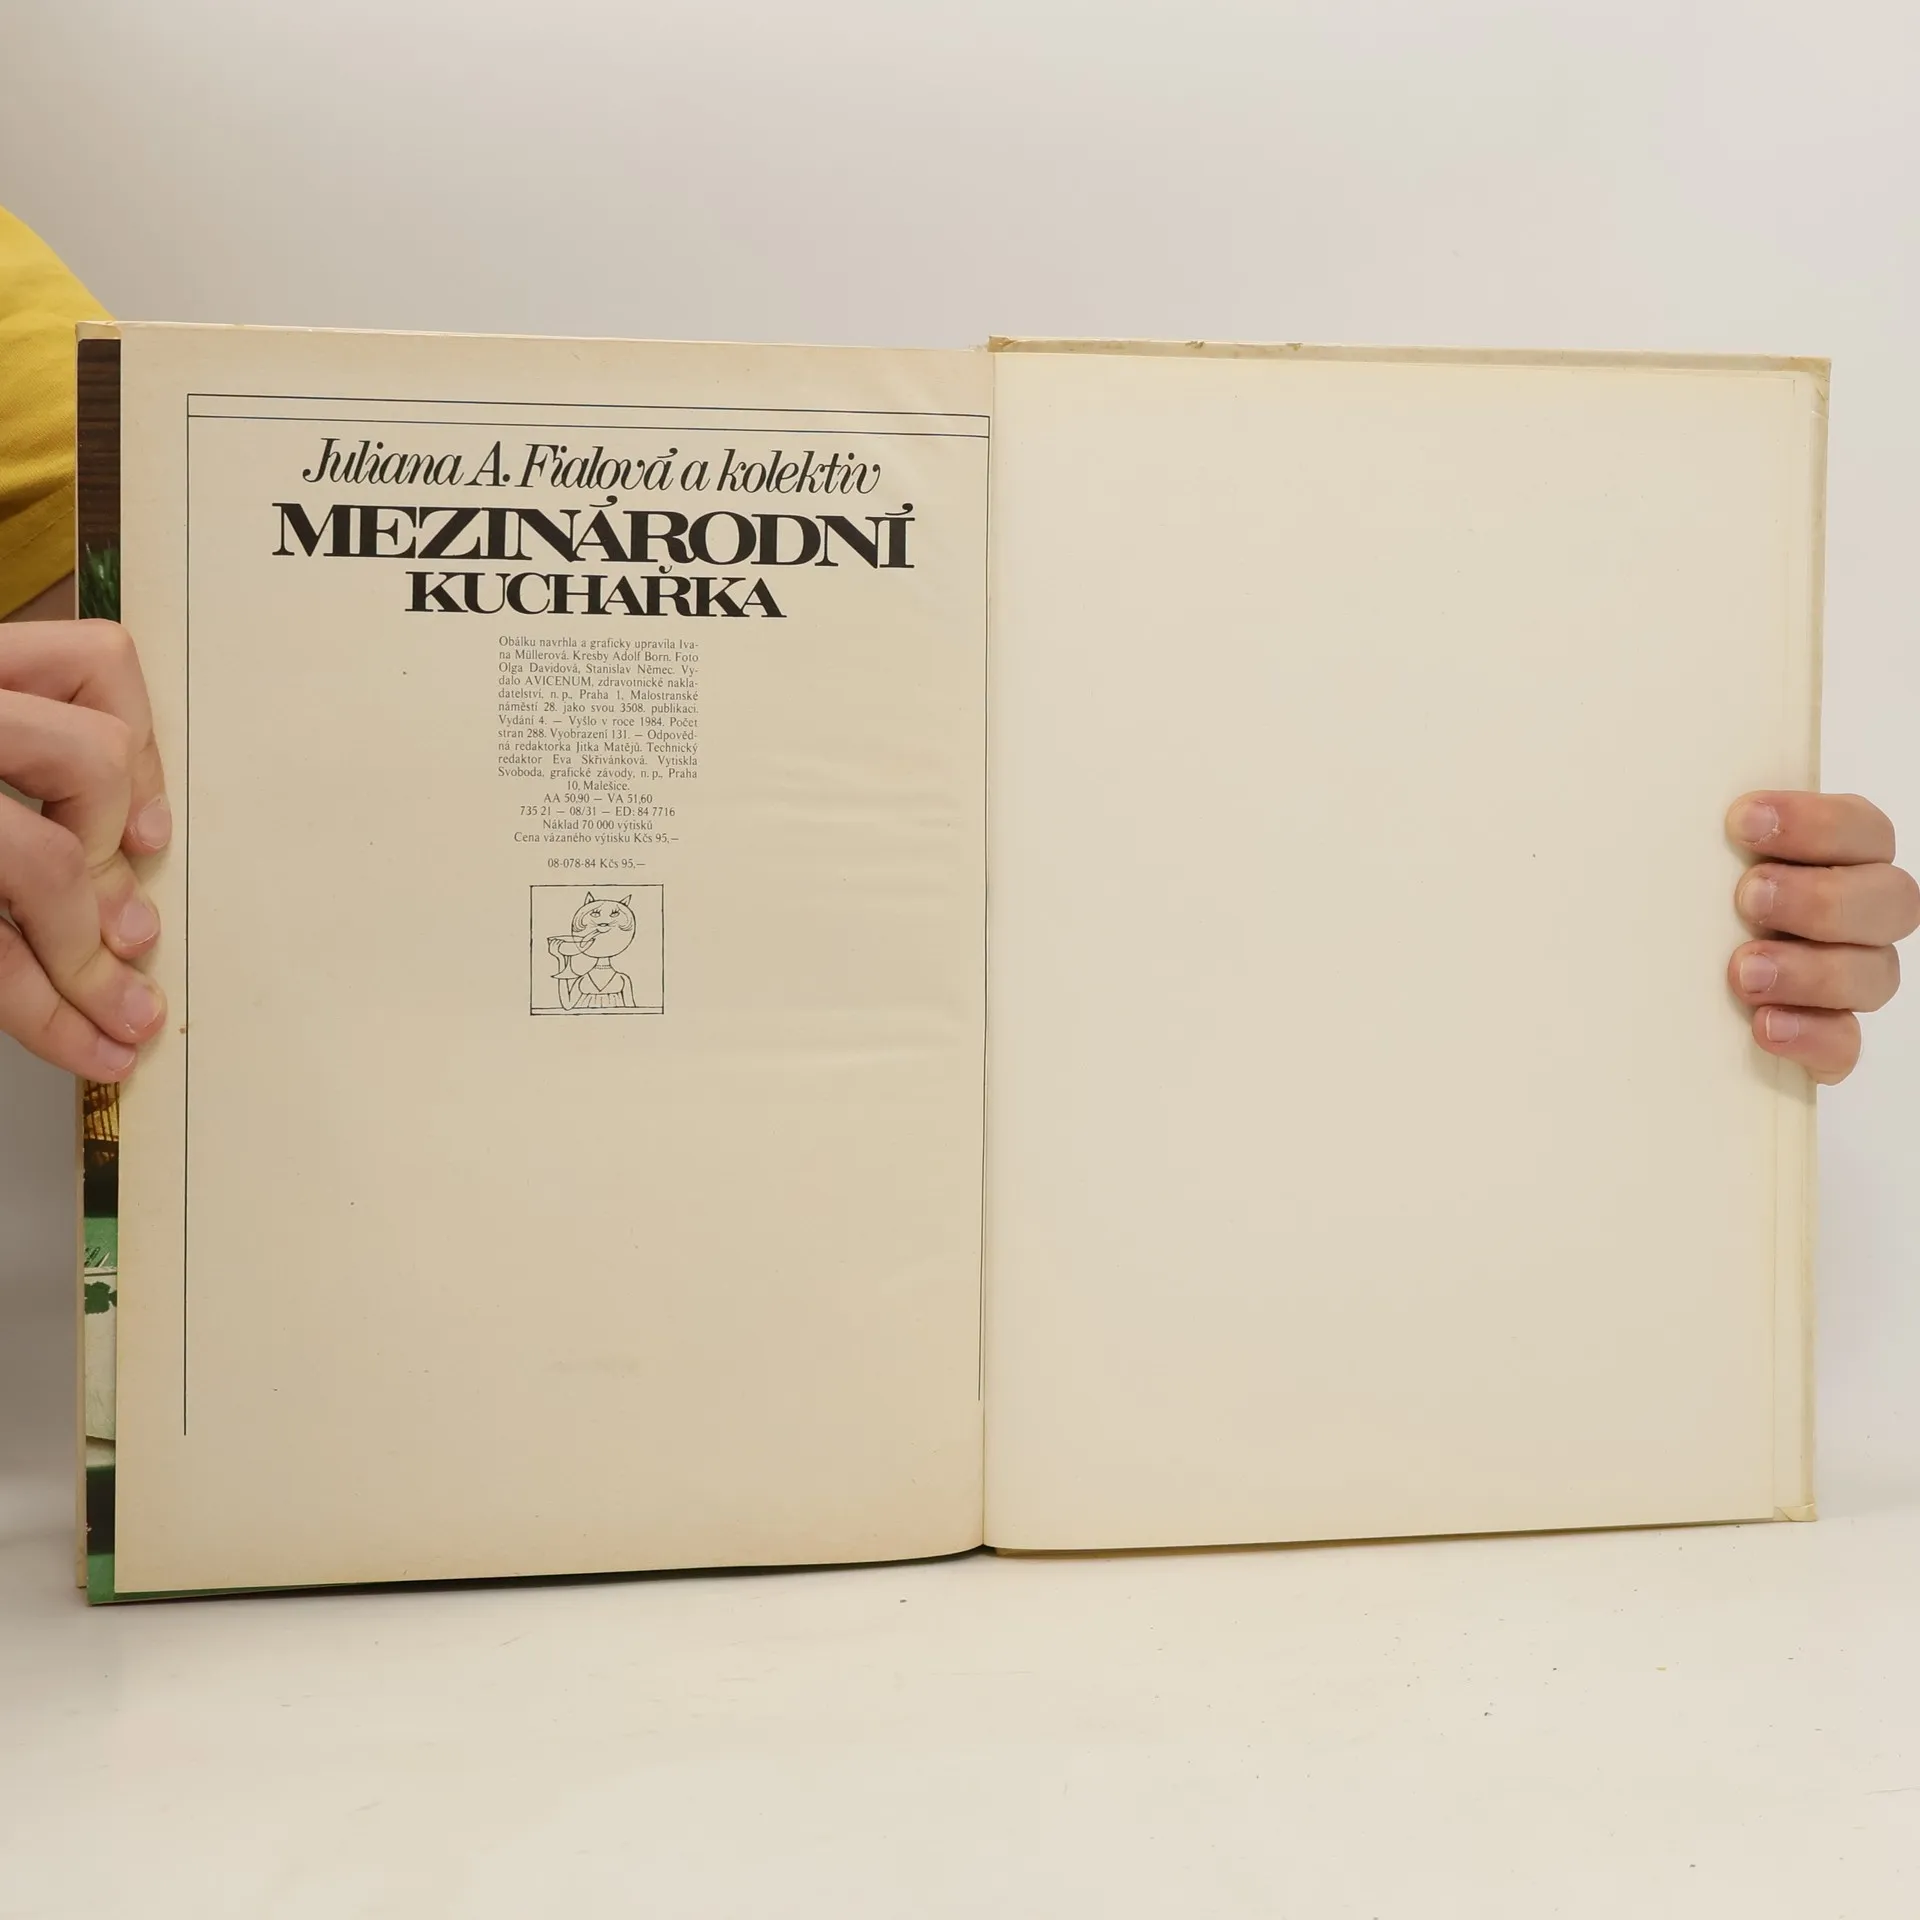 Juliana A. Fialová a kolektiv
MEZINÁRODNÍ
KUCHAŘKA
Obálku navrhla a graficky upravila Iva-
na Müllerová. Kresby Adolf Born. Foto
Olga Davidová, Stanislav Němec. Vy-
dalo AVICENUM, zdravotnické nakla-
datelství, n. p., Praha 1, Malostranské
náměstí 28. jako svou 3508. publikaci.
Vydání 4. — Vyšlo v roce 1984. Počet
stran 288. Vyobrazení 131. — Odpověd-
ná redaktorka Jitka Matějů. Technický
redaktor Eva Skřivánková. Vytiskla
Svoboda, grafické závody, n. p., Praha
10, Malešice.
AA 50,90 — VA 51,60
735 21 — 08/31 — ED: 84 7716
Náklad 70 000 výtisků
Cena vázaného výtisku Kčs 95,—
08-078-84 Kčs 95,—